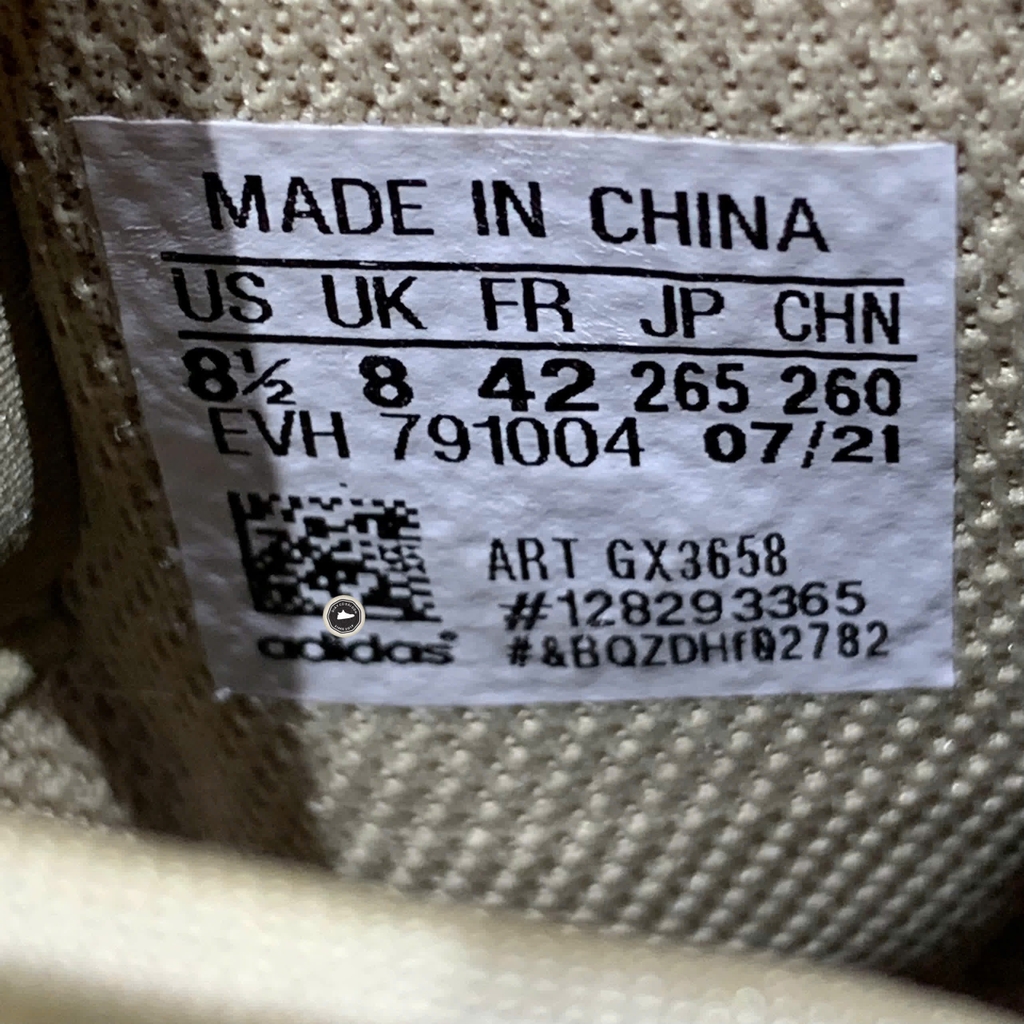 MADE IN CHINA
US UK FR JP CHN
8½ 8 42 265 260
EVH 791004 07/21
ART GX3658
#128293365
adidas